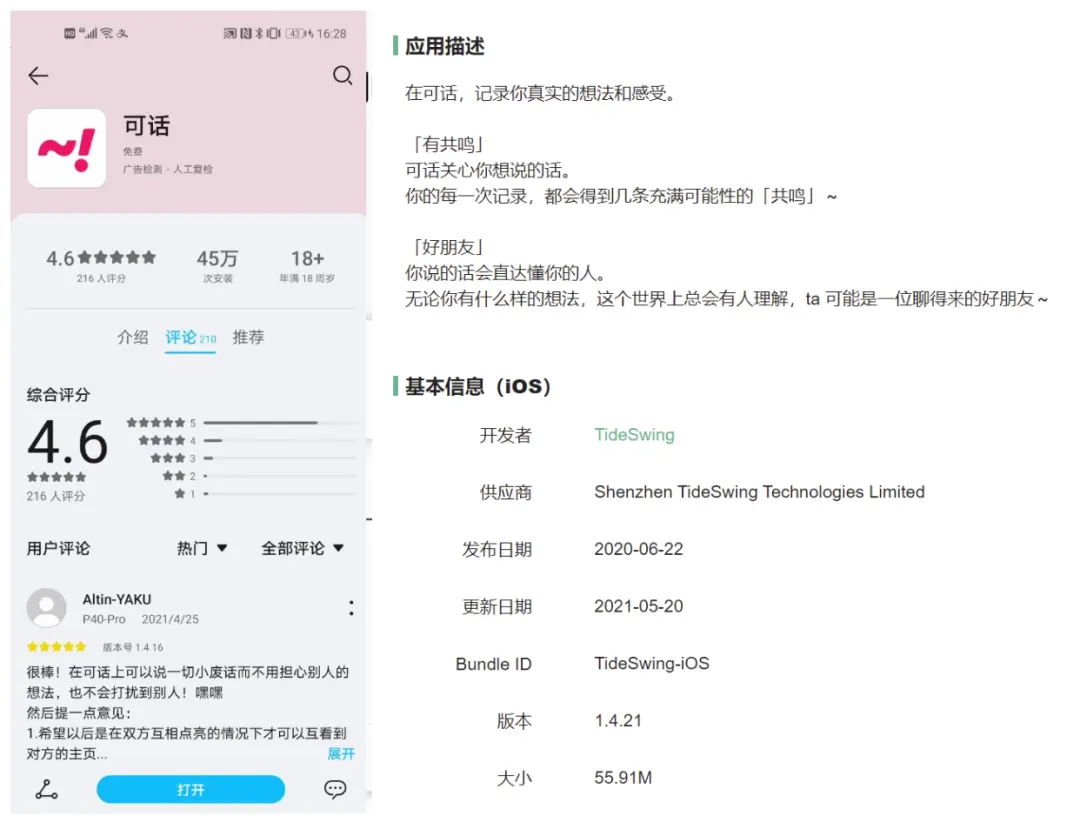 HD 4G 43 16:28
可话
免费
广告检测 · 人工复检
4.6★★★★★
45万
18+
216 人评分
次安装
年满 18 周岁
介绍
评论 210
推荐
综合评分
4.6
★★★★★ 5
★★★★ 4
★★★ 3
★★ 2
★ 1
★★★★★
216 人评分
用户评论
热门 ▼
全部评论 ▼
Altin-YAKU
P40-Pro 2021/4/25
★★★★★ 版本号 1.4.16
很棒！在可话上可以说一切小废话而不用担心别人的
想法，也不会打扰到别人！嘿嘿
然后提一点意见：
1.希望以后是在双方互相点亮的情况下才可以互看到
对方的主页...
展开
打开
应用描述
在可话，记录你真实的想法和感受。
「有共鸣」
可话关心你想说的话。
你的每一次记录，都会得到几条充满可能性的「共鸣」~
「好朋友」
你说的话会直达懂你的人。
无论你有什么样的想法，这个世界上总会有人理解，ta 可能是一位聊得来的好朋友 ~
基本信息（iOS）
开发者 TideSwing
供应商 Shenzhen TideSwing Technologies Limited
发布日期 2020-06-22
更新日期 2021-05-20
Bundle ID TideSwing-iOS
版本 1.4.21
大小 55.91M